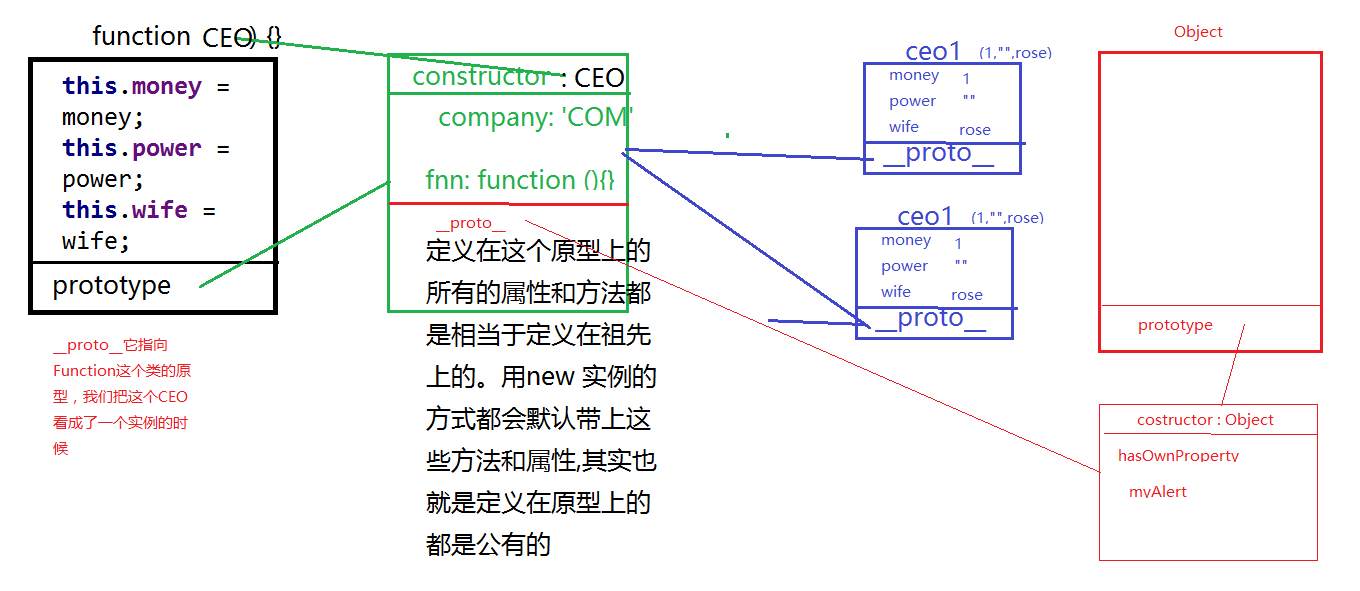 function CEO() {}
this.money =
money;
this.power =
power;
this.wife =
wife;
prototype
__proto__它指向
Function这个类的原
型，我们把这个CEO
看成了一个实例的时
候
constructor : CEO
company: 'COM'
fnn: function (){}
__proto__
定义在这个原型上的
所有的属性和方法都
是相当于定义在祖先
上的。用new 实例的
方式都会默认带上这
些方法和属性,其实也
就是定义在原型上的
都是公有的
ceo1 (1,"",rose)
money 1
power ""
wife rose
__proto__
ceo1 (1,"",rose)
money 1
power ""
wife rose
__proto__
Object
prototype
costructor : Object
hasOwnProperty
myAlert